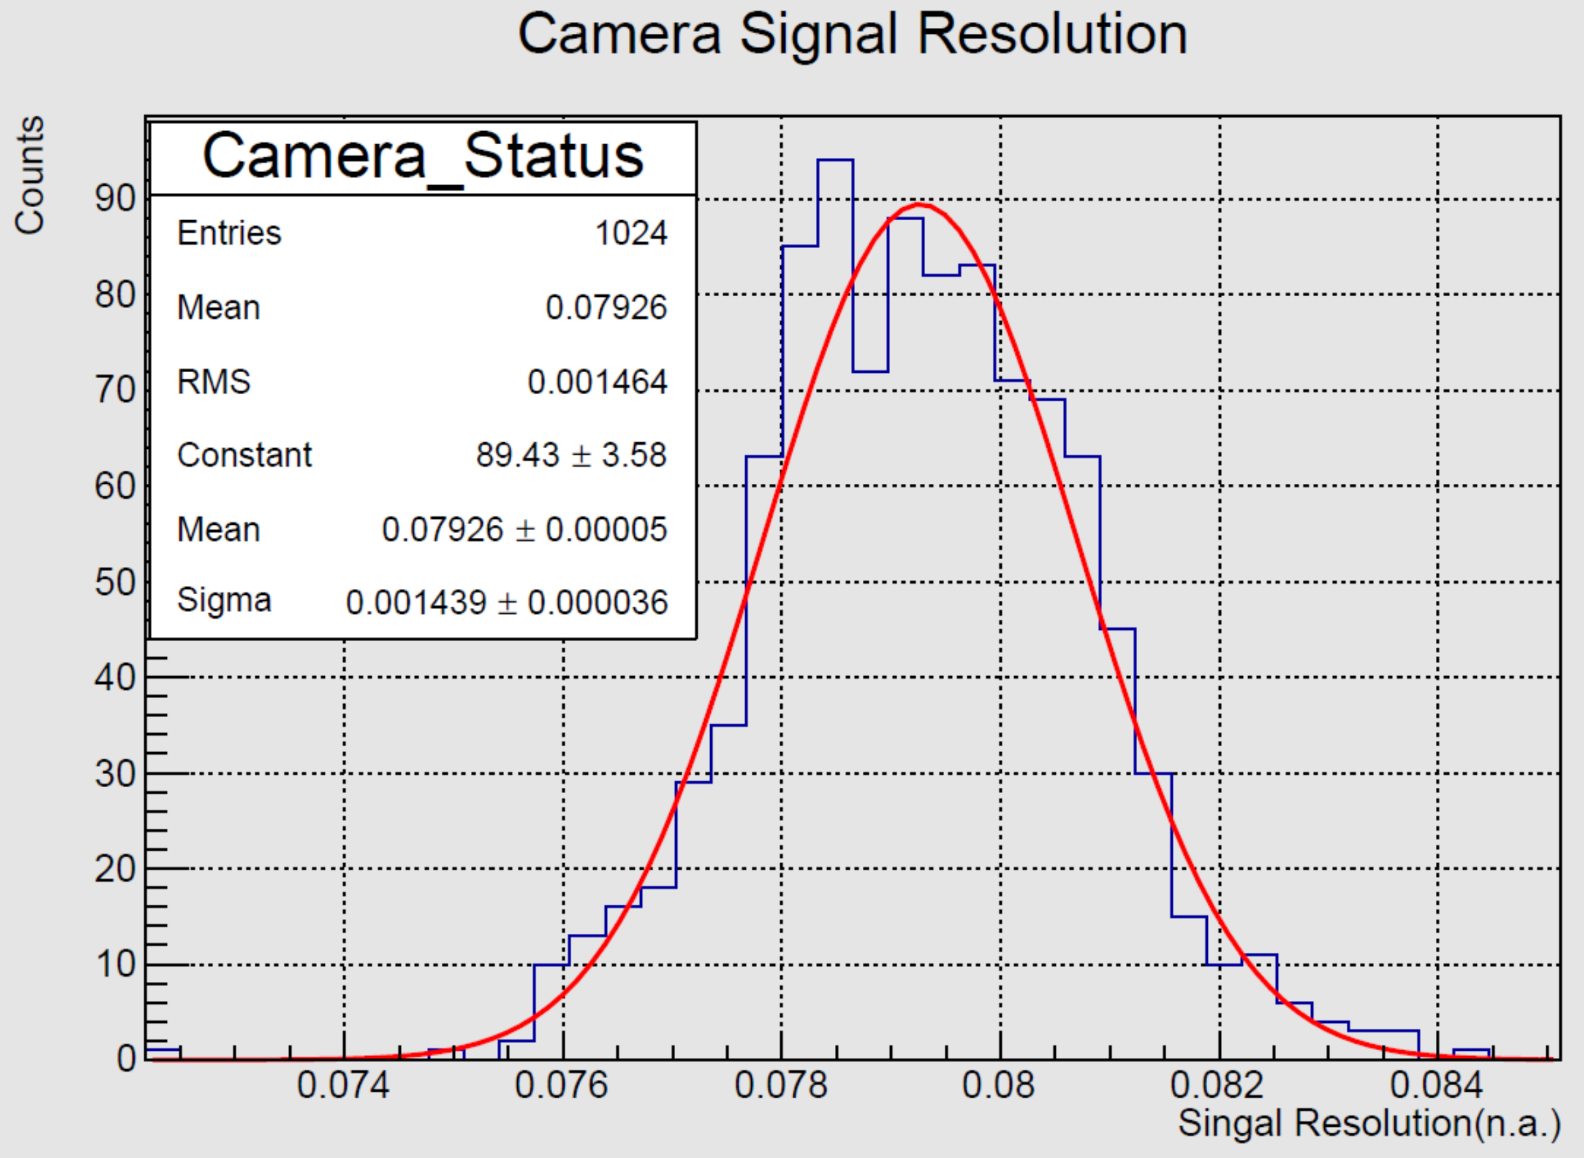 Camera Signal Resolution
Counts
Camera_Status
Entries 1024
Mean 0.07926
RMS 0.001464
Constant 89.43 ± 3.58
Mean 0.07926 ± 0.00005
Sigma 0.001439 ± 0.000036
90
80
70
60
50
40
30
20
10
0
0.074 0.076 0.078 0.08 0.082 0.084
Singal Resolution(n.a.)